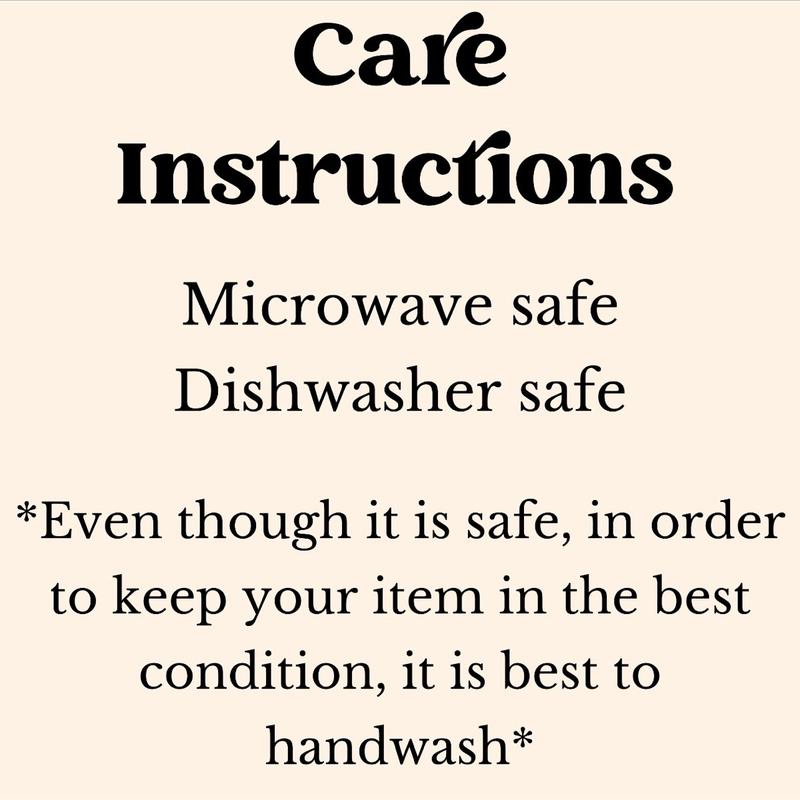 Care
Instructions
Microwave safe
Dishwasher safe
*Even though it is safe, in order
to keep your item in the best
condition, it is best to
handwash*